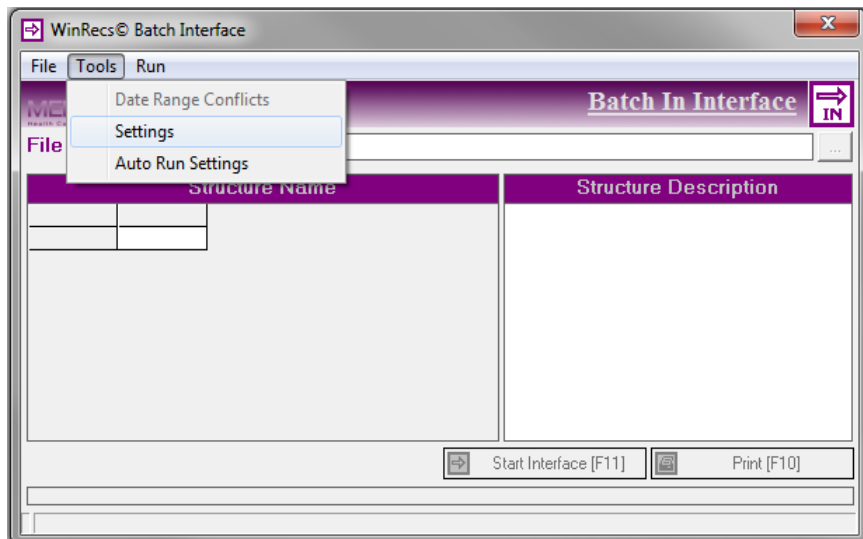 WinRecs© Batch Interface
File Tools Run
Date Range Conflicts
Settings
Auto Run Settings
Batch In Interface
IN
File
...
Structure Name
Structure Description
Start Interface [F11]
Print [F10]